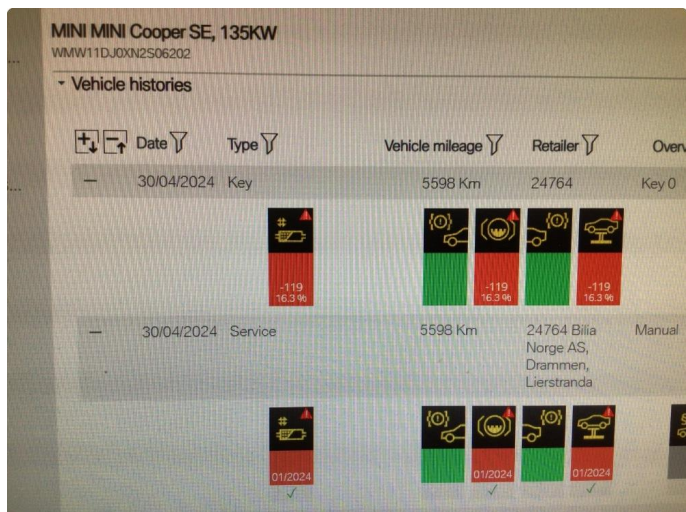 MINI MINI Cooper SE, 135KW
WMW11DJ0XN2S06202
Vehicle histories
Date Type Vehicle mileage Retailer
30/04/2024 Key 5598 Km 24764 Key 0
-119 -119 -119
16.3 % 16.3 % 16.3 %
30/04/2024 Service 5598 Km 24764 Bilia Manual
Norge AS,
Drammen,
Lierstranda
01/2024 01/2024 01/2024